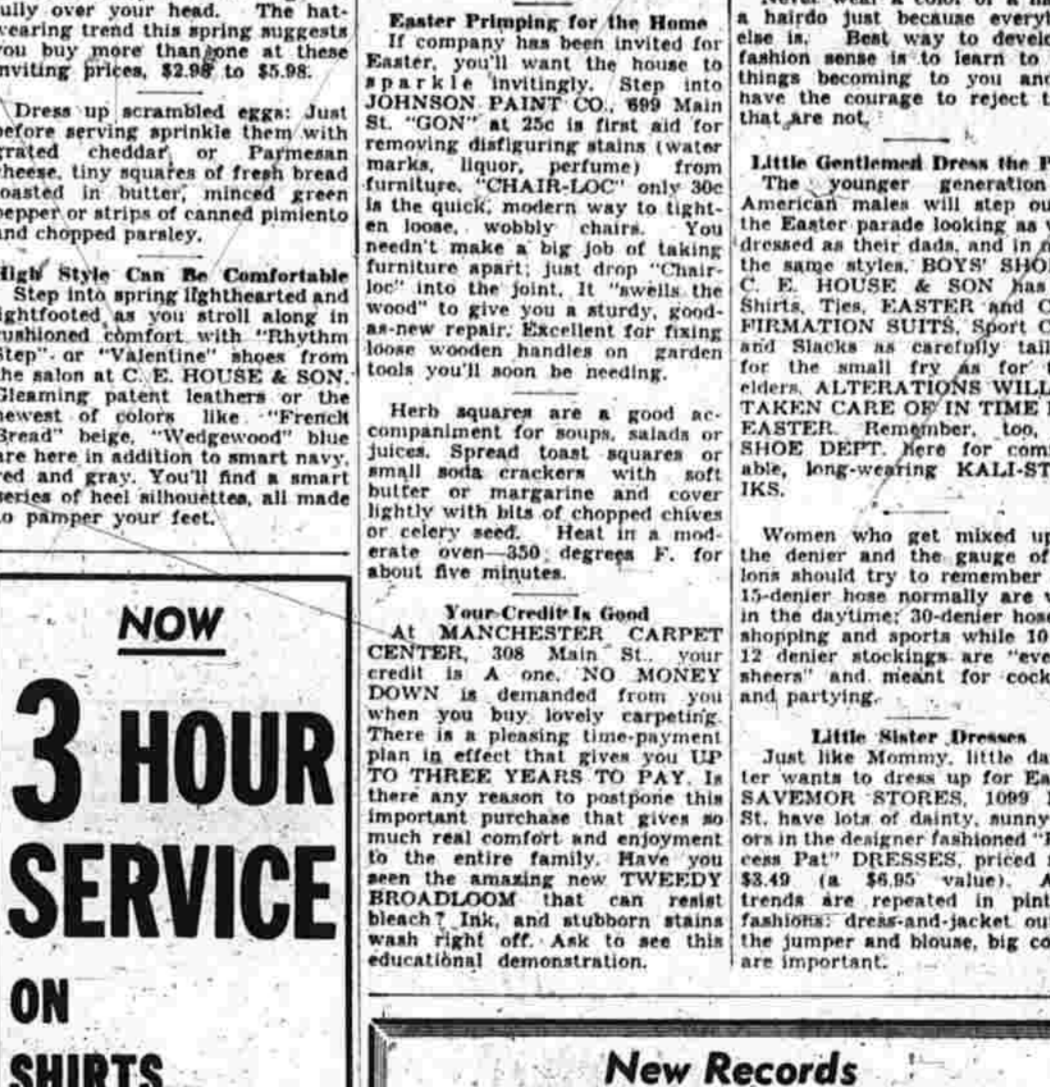 ully over your head. The hat-
wearing trend this spring suggests
you buy more than one at these
nviting prices, $2.98 to $5.98.
Dress up scrambled eggs: Just
before serving sprinkle them with
grated cheddar, or Parmesan
cheese, tiny squares of fresh bread
toasted in butter, minced green
pepper or strips of canned pimiento
and chopped parsley.
High Style Can Be Comfortable
Step into spring lighthearted and
lightfooted as you stroll along in
cushioned comfort with "Rhythm
Step" or "Valentine" shoes from
the salon at C. E. HOUSE & SON.
Gleaming patent leathers or the
newest of colors like "French
Bread" beige, "Wedgewood" blue
are here in addition to smart navy,
red and gray. You'll find a smart
series of heel silhouettes, all made
to pamper your feet.
NOW
3 HOUR
SERVICE
ON
SHIRTS
Easter Primping for the Home
If company has been invited for
Easter, you'll want the house to
sparkle invitingly. Step into
JOHNSON PAINT CO., 699 Main
St. "GON" at 25c is first aid for
removing disfiguring stains (water
marks, liquor, perfume) from
furniture. "CHAIR-LOC" only 30c
is the quick, modern way to tight-
en loose, wobbly chairs. You
needn't make a big job of taking
furniture apart; just drop "Chair-
loc" into the joint. It "swells the
wood" to give you a sturdy, good-
as-new repair. Excellent for fixing
loose wooden handles on garden
tools you'll soon be needing.
Herb squares are a good ac-
companiment for soups, salads or
juices. Spread toast squares or
small soda crackers with soft
butter or margarine and cover
lightly with bits of chopped chives
or celery seed. Heat in a mod-
erate oven—350 degrees F. for
about five minutes.
Your Credit Is Good
At MANCHESTER CARPET
CENTER, 308 Main St., your
credit is A one. NO MONEY
DOWN is demanded from you
when you buy lovely carpeting.
There is a pleasing time-payment
plan in effect that gives you UP
TO THREE YEARS TO PAY. Is
there any reason to postpone this
important purchase that gives so
much real comfort and enjoyment
to the entire family. Have you
seen the amazing new TWEEDY
BROADLOOM that can resist
bleach? Ink, and stubborn stains
wash right off. Ask to see this
educational demonstration.
a hairdo just because everyt
else is. Best way to develo
fashion sense is to learn to
things becoming to you and
have the courage to reject t
that are not.
Little Gentlemen Dress the P
The younger generation
American males will step ou
the Easter parade looking as
dressed as their dads, and in
the same styles. BOYS' SHO
C. E. HOUSE & SON has
Shirts, Ties, EASTER and C
FIRMATION SUITS, Sport C
and Slacks as carefully tail
for the small fry as for
elders. ALTERATIONS WILL
TAKEN CARE OF IN TIME
EASTER. Remember, too,
SHOE DEPT. here for com
able, long-wearing KALI-ST
IKS.
Women who get mixed up
the denier and the gauge of
lons should try to remember
15-denier hose normally are
in the daytime; 30-denier hose
shopping and sports while 10
12 denier stockings are "eve
sheers" and meant for cock
and partying.
Little Sister Dresses
Just like Mommy, little da
ter wants to dress up for Ea
SAVEMOR STORES, 1099
St. have lots of dainty, sunny
ors in the designer fashioned
cess Pat" DRESSES, priced
$3.49 (a $6.95 value). A
trends are repeated in pint
fashions: dress-and-jacket ou
the jumper and blouse, big co
are important.
New Records